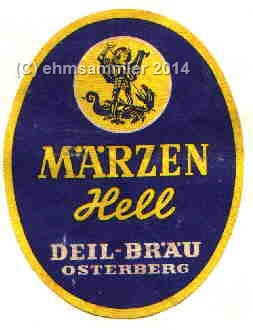 (C) ehmsammler 2014
MÄRZEN
Hell
DEIL-BRÄU
OSTERBERG